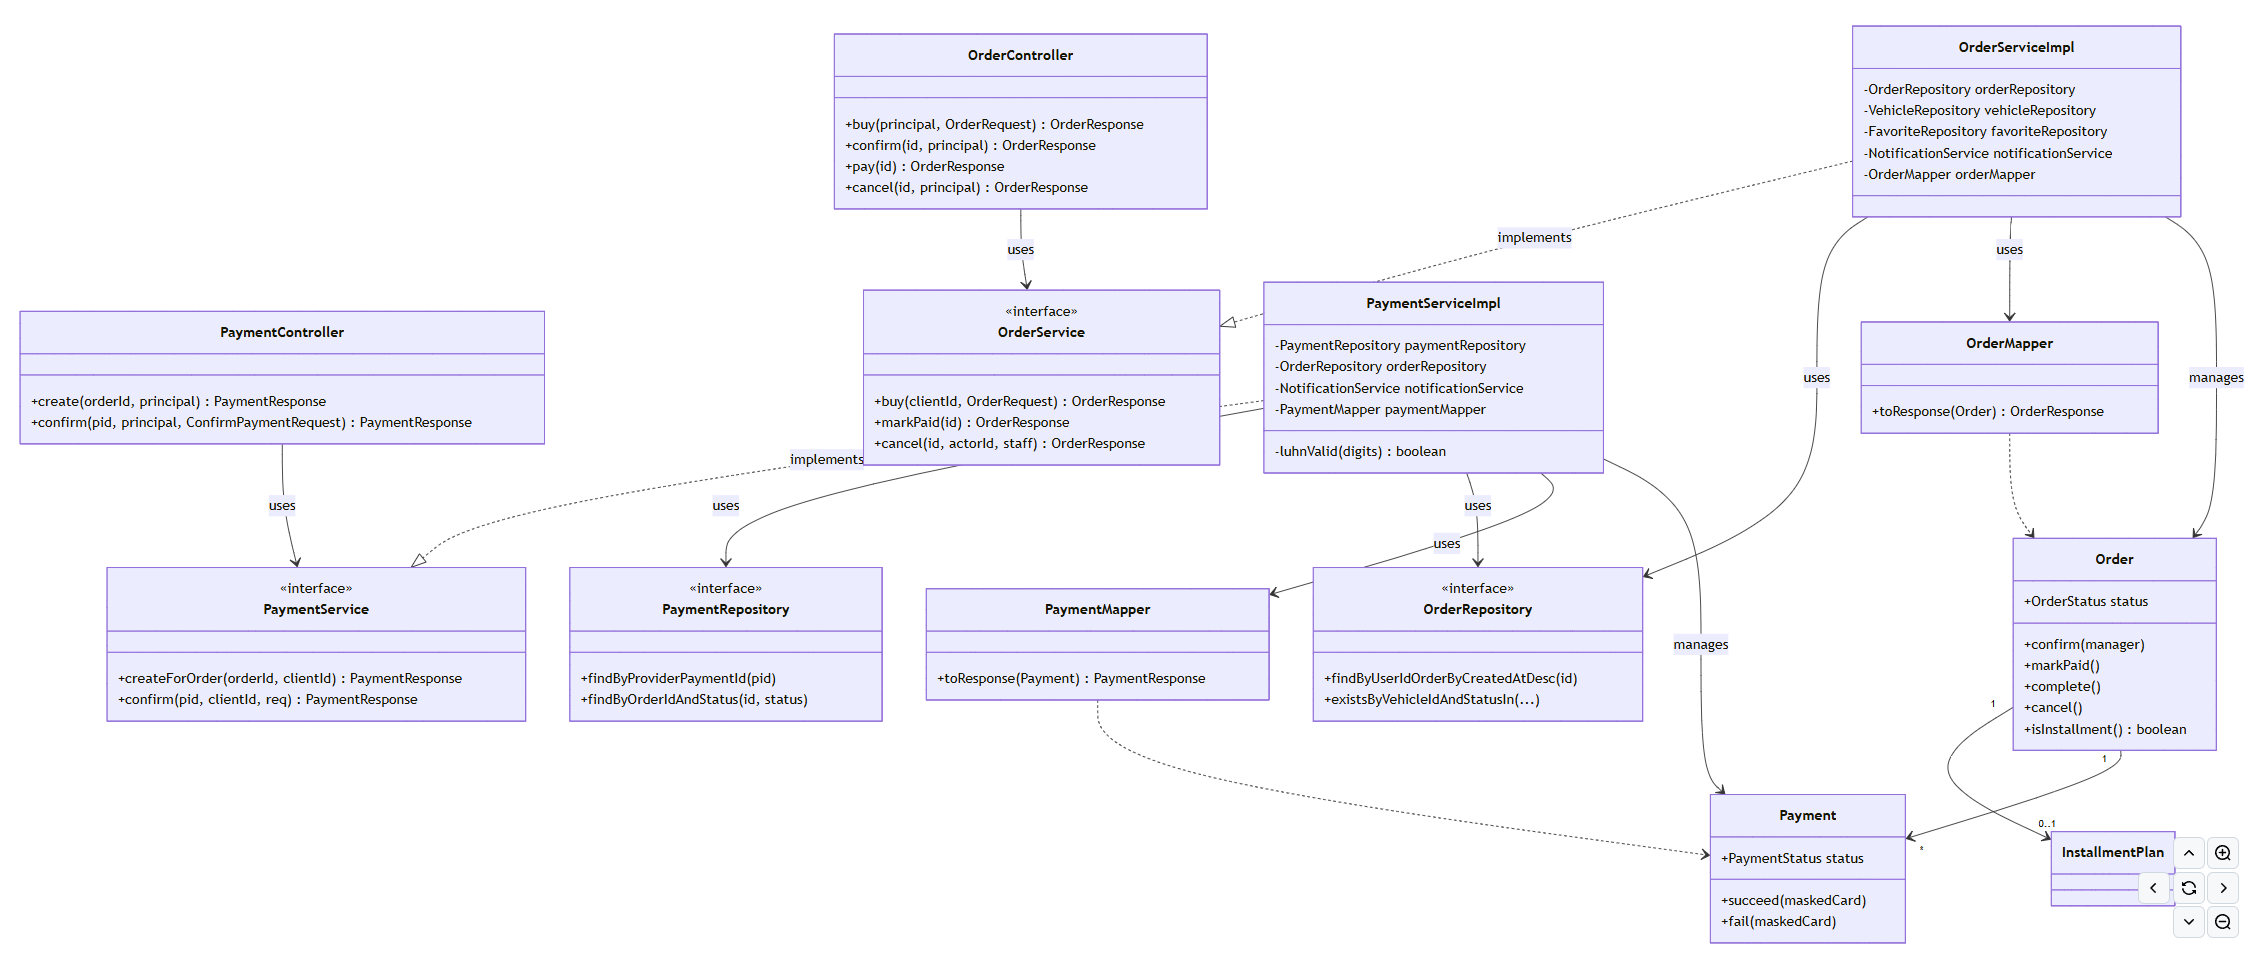 OrderController
+buy(principal, OrderRequest) : OrderResponse
+confirm(id, principal) : OrderResponse
+pay(id) : OrderResponse
+cancel(id, principal) : OrderResponse
OrderServiceImpl
-OrderRepository orderRepository
-VehicleRepository vehicleRepository
-FavoriteRepository favoriteRepository
-NotificationService notificationService
-OrderMapper orderMapper
uses
implements
uses
uses
manages
PaymentController
+create(orderId, principal) : PaymentResponse
+confirm(pid, principal, ConfirmPaymentRequest) : PaymentResponse
«interface»
OrderService
+buy(clientId, OrderRequest) : OrderResponse
+markPaid(id) : OrderResponse
+cancel(id, actorId, staff) : OrderResponse
PaymentServiceImpl
-PaymentRepository paymentRepository
-OrderRepository orderRepository
-NotificationService notificationService
-PaymentMapper paymentMapper
-luhnValid(digits) : boolean
OrderMapper
+toResponse(Order) : OrderResponse
implements
uses
uses
uses
uses
manages
«interface»
PaymentService
+createForOrder(orderId, clientId) : PaymentResponse
+confirm(pid, clientId, req) : PaymentResponse
«interface»
PaymentRepository
+findByProviderPaymentId(pid)
+findByOrderIdAndStatus(id, status)
PaymentMapper
+toResponse(Payment) : PaymentResponse
«interface»
OrderRepository
+findByUserIdOrderByCreatedAtDesc(id)
+existsByVehicleIdAndStatusIn(...)
Order
+OrderStatus status
+confirm(manager)
+markPaid()
+complete()
+cancel()
+isInstallment() : boolean
1
1
0..1
*
Payment
+PaymentStatus status
+succeed(maskedCard)
+fail(maskedCard)
InstallmentPlan